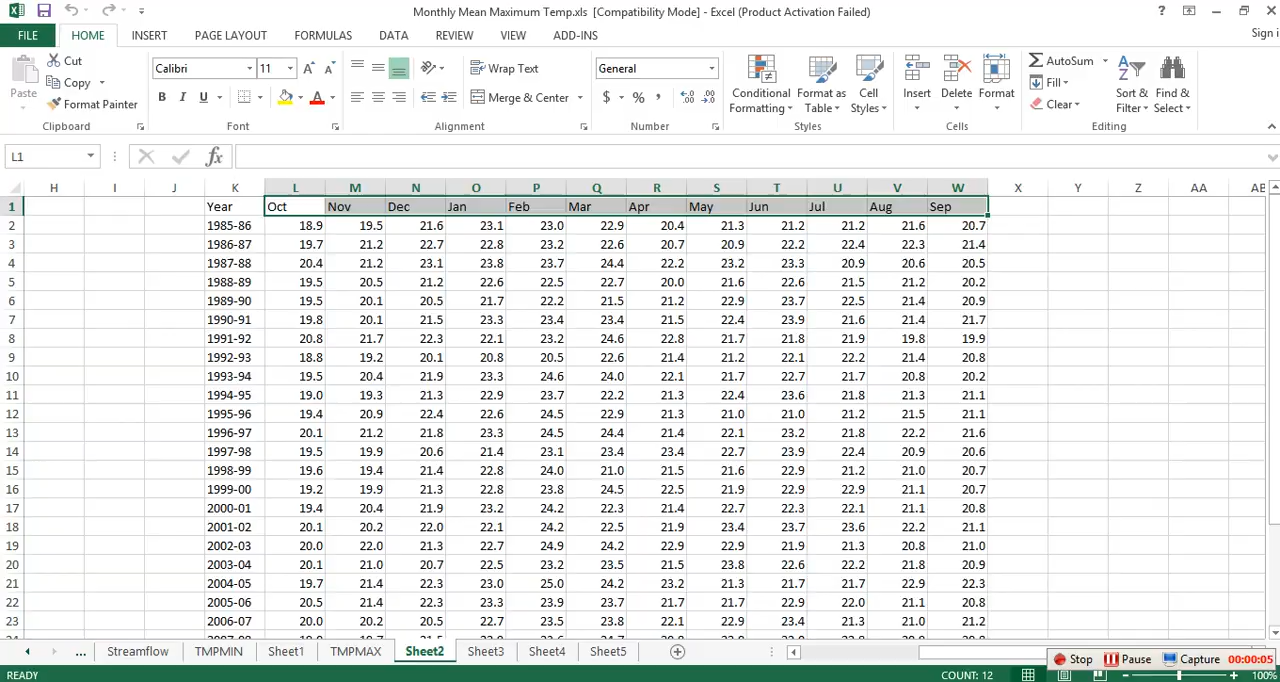 Monthly Mean Maximum Temp.xls [Compatibility Mode] - Excel (Product Activation Failed)
FILE HOME INSERT PAGE LAYOUT FORMULAS DATA REVIEW VIEW ADD-INS Sign i
Paste Cut Copy Format Painter Clipboard
Calibri 11 B I U Font
Wrap Text Merge & Center Alignment
General $ % , Number
Conditional Formatting Format as Table Cell Styles Styles
Insert Delete Format Cells
AutoSum Fill Clear Sort & Filter Find & Select Editing
L1 fx
H I J K L M N O P Q R S T U V W X Y Z AA AB
1 Year Oct Nov Dec Jan Feb Mar Apr May Jun Jul Aug Sep
2 1985-86 18.9 19.5 21.6 23.1 23.0 22.9 20.4 21.3 21.2 21.2 21.6 20.7
3 1986-87 19.7 21.2 22.7 22.8 23.2 22.6 20.7 20.9 22.2 22.4 22.3 21.4
4 1987-88 20.4 21.2 23.1 23.8 23.7 24.4 22.2 23.2 23.3 20.9 20.6 20.5
5 1988-89 19.5 20.5 21.2 22.6 22.5 22.7 20.0 21.6 22.6 21.5 21.2 20.2
6 1989-90 19.5 20.1 20.5 21.7 22.2 21.5 21.2 22.9 23.7 22.5 21.4 20.9
7 1990-91 19.8 20.1 21.5 23.3 23.4 23.4 21.5 22.4 23.9 21.6 21.4 21.7
8 1991-92 20.8 21.7 22.3 22.1 23.2 24.6 22.8 21.7 21.8 21.9 19.8 19.9
9 1992-93 18.8 19.2 20.1 20.8 20.5 22.6 21.4 21.2 22.1 22.2 21.4 20.8
10 1993-94 19.5 20.4 21.9 23.3 24.6 24.0 22.1 21.7 22.7 21.7 20.8 20.2
11 1994-95 19.0 19.3 21.3 22.9 23.7 22.2 21.3 22.4 23.6 21.8 21.3 21.1
12 1995-96 19.4 20.9 22.4 22.6 24.5 22.9 21.3 21.0 21.0 21.2 21.5 21.1
13 1996-97 20.1 21.2 21.8 23.3 24.5 24.4 21.4 22.1 23.2 21.8 22.2 21.6
14 1997-98 19.5 19.9 20.6 21.4 23.1 23.4 23.4 22.7 23.9 22.4 20.9 20.6
15 1998-99 19.6 19.4 21.4 22.8 24.0 21.0 21.5 21.6 22.9 21.2 21.0 20.7
16 1999-00 19.2 19.9 21.3 22.8 23.8 24.5 22.5 21.9 22.9 22.9 21.1 20.7
17 2000-01 19.4 20.4 21.9 23.2 24.2 22.3 21.4 22.7 22.3 22.1 21.1 20.8
18 2001-02 20.1 20.2 22.0 22.1 24.2 22.5 21.9 23.4 23.7 23.6 22.2 21.1
19 2002-03 20.0 22.0 21.3 22.7 24.9 24.2 22.9 22.9 21.9 21.3 20.8 21.0
20 2003-04 20.1 21.0 20.7 22.5 23.2 23.5 21.5 23.8 22.6 22.2 21.8 20.9
21 2004-05 19.7 21.4 22.3 23.0 25.0 24.2 23.2 21.3 21.7 21.7 22.9 22.3
22 2005-06 20.5 21.4 22.3 23.3 23.9 23.7 21.7 21.7 22.9 22.0 21.1 20.8
23 2006-07 20.0 20.2 20.5 22.7 23.5 23.8 22.1 22.9 23.4 21.3 21.0 21.2
... Streamflow TMPMIN Sheet1 TMPMAX Sheet2 Sheet3 Sheet4 Sheet5
Stop Pause Capture 00:00:05
READY COUNT: 12 100%